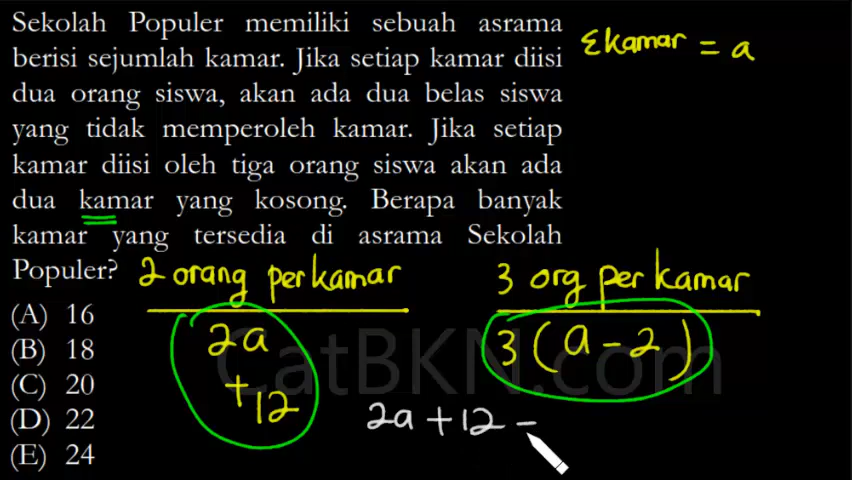 Sekolah Populer memiliki sebuah asrama
berisi sejumlah kamar. Jika setiap kamar diisi
dua orang siswa, akan ada dua belas siswa
yang tidak memperoleh kamar. Jika setiap
kamar diisi oleh tiga orang siswa akan ada
dua kamar yang kosong. Berapa banyak
kamar yang tersedia di asrama Sekolah
Populer?
(A) 16
(B) 18
(C) 20
(D) 22
(E) 24
Σkamar = a
2 orang per kamar
2a
+12
3 org per kamar
3(a-2)
2a + 12 =
CatBKN.com